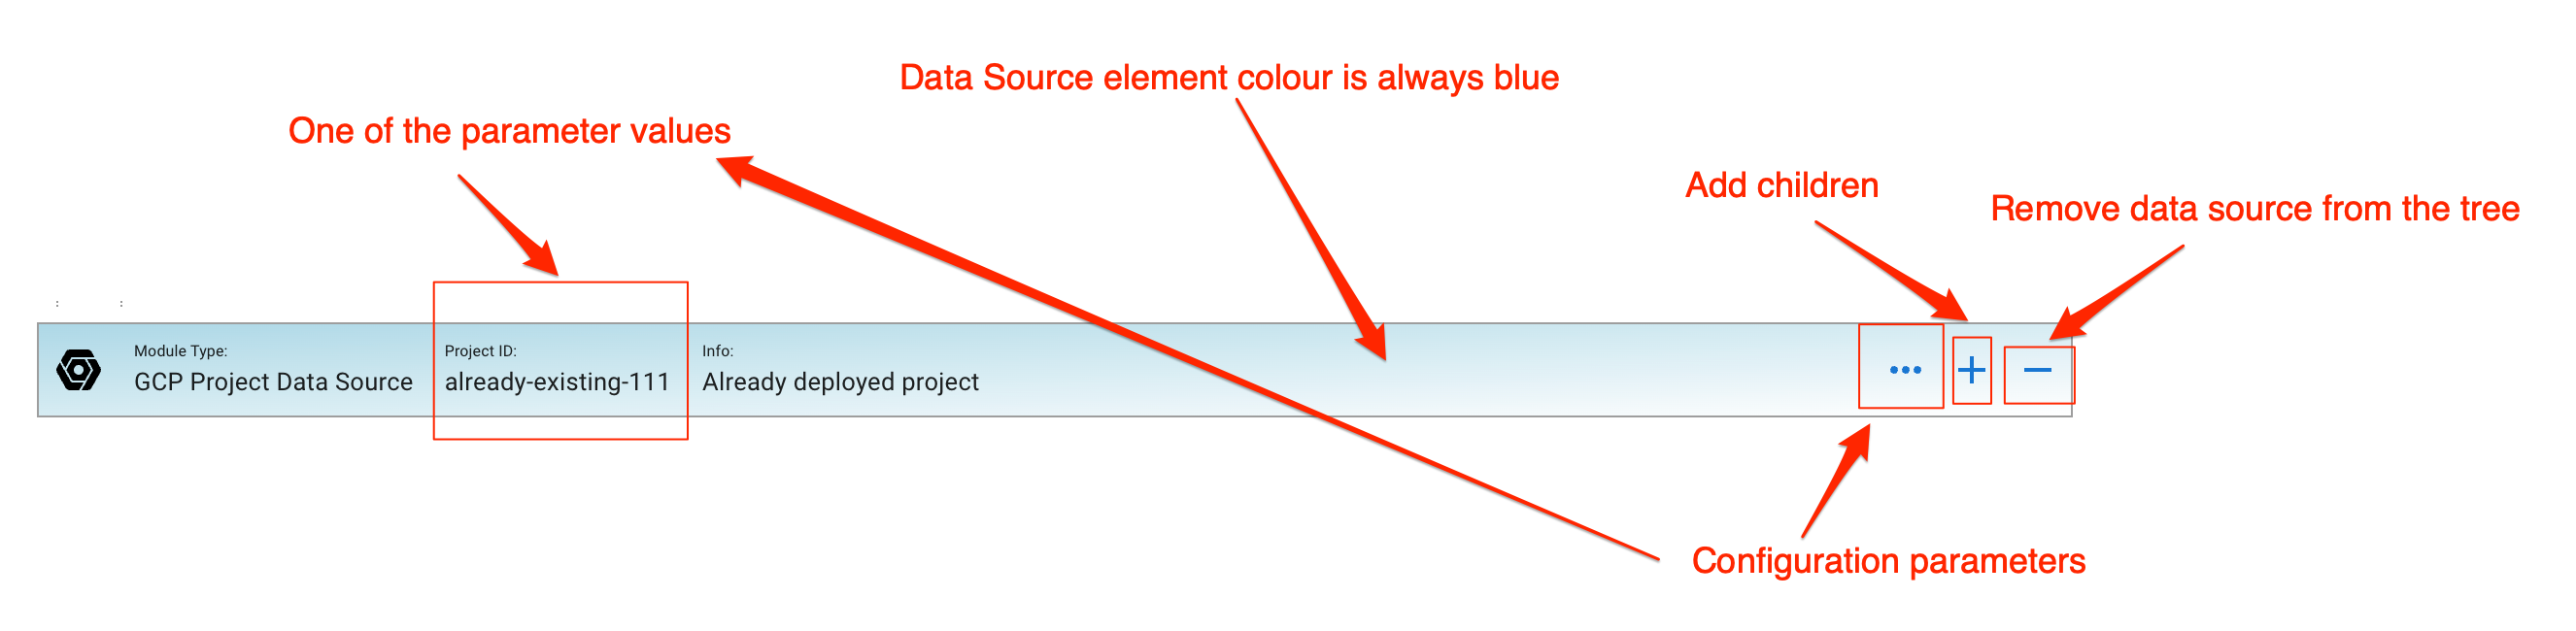 Data Source element colour is always blue
One of the parameter values
Add children
Remove data source from the tree
: :
Module Type:
GCP Project Data Source
Project ID:
already-existing-111
Info:
Already deployed project
Configuration parameters